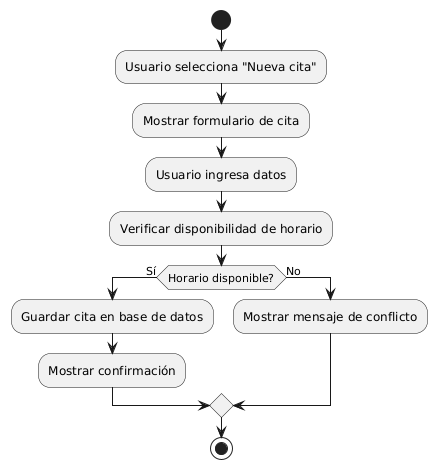 Usuario selecciona "Nueva cita"
Mostrar formulario de cita
Usuario ingresa datos
Verificar disponibilidad de horario
Horario disponible?
Sí
No
Guardar cita en base de datos
Mostrar mensaje de conflicto
Mostrar confirmación